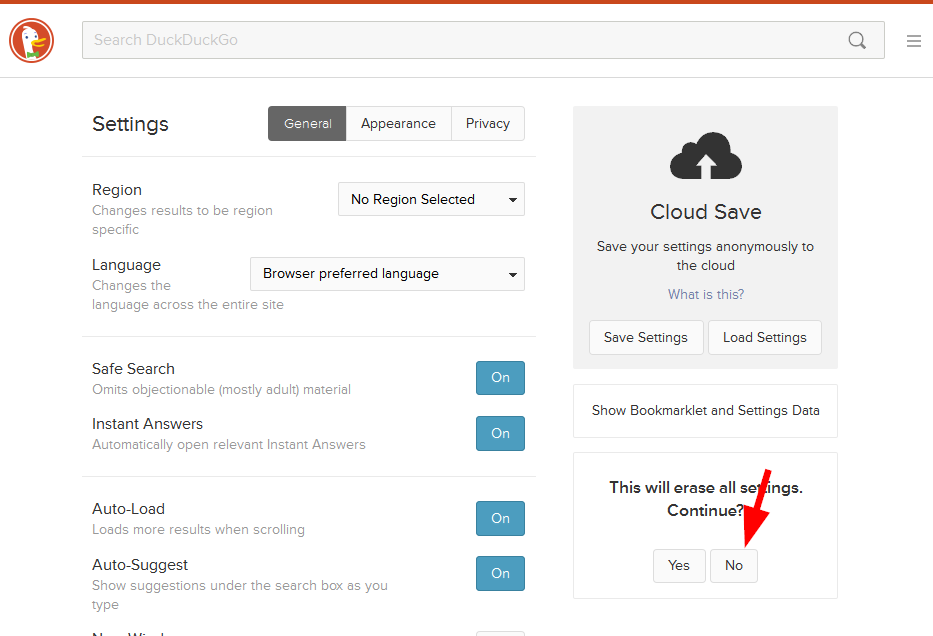 Search DuckDuckGo
Settings
General
Appearance
Privacy
Region
Changes results to be region
specific
No Region Selected
Language
Changes the
language across the entire site
Browser preferred language
Safe Search
Omits objectionable (mostly adult) material
On
Instant Answers
Automatically open relevant Instant Answers
On
Auto-Load
Loads more results when scrolling
On
Auto-Suggest
Show suggestions under the search box as you
type
On
Cloud Save
Save your settings anonymously to
the cloud
What is this?
Save Settings
Load Settings
Show Bookmarklet and Settings Data
This will erase all settings.
Continue?
Yes
No